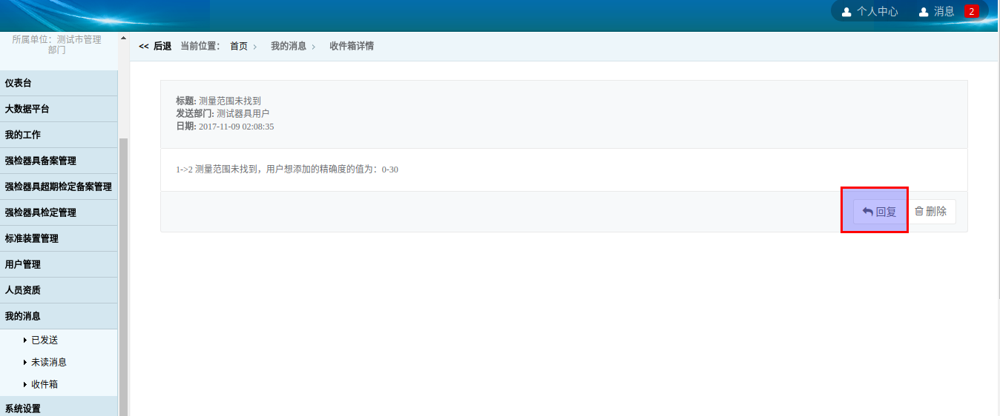 个人中心 消息 2
所属单位：测试市管理
部门
<< 后退 当前位置： 首页 > 我的消息 > 收件箱详情
仪表台
大数据平台
我的工作
强检器具备案管理
强检器具超期检定备案管理
强检器具检定管理
标准装置管理
用户管理
人员资质
我的消息
已发送
未读消息
收件箱
系统设置
标题: 测量范围未找到
发送部门: 测试器具用户
日期: 2017-11-09 02:08:35
1->2 测量范围未找到，用户想添加的精确度的值为：0-30
回复 删除